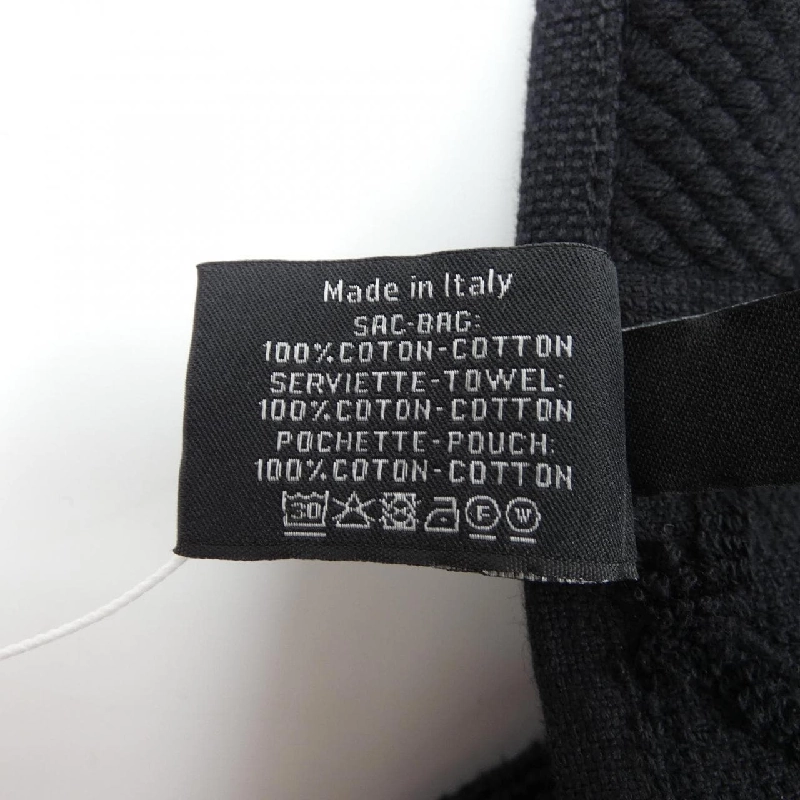 Made in Italy
SAC-BAG:
100%COTON-COTTON
SERVIETTE-TOWEL:
100%COTON-COTTON
POCHETTE-POUCH:
100%COTON-COTTON
30 F W